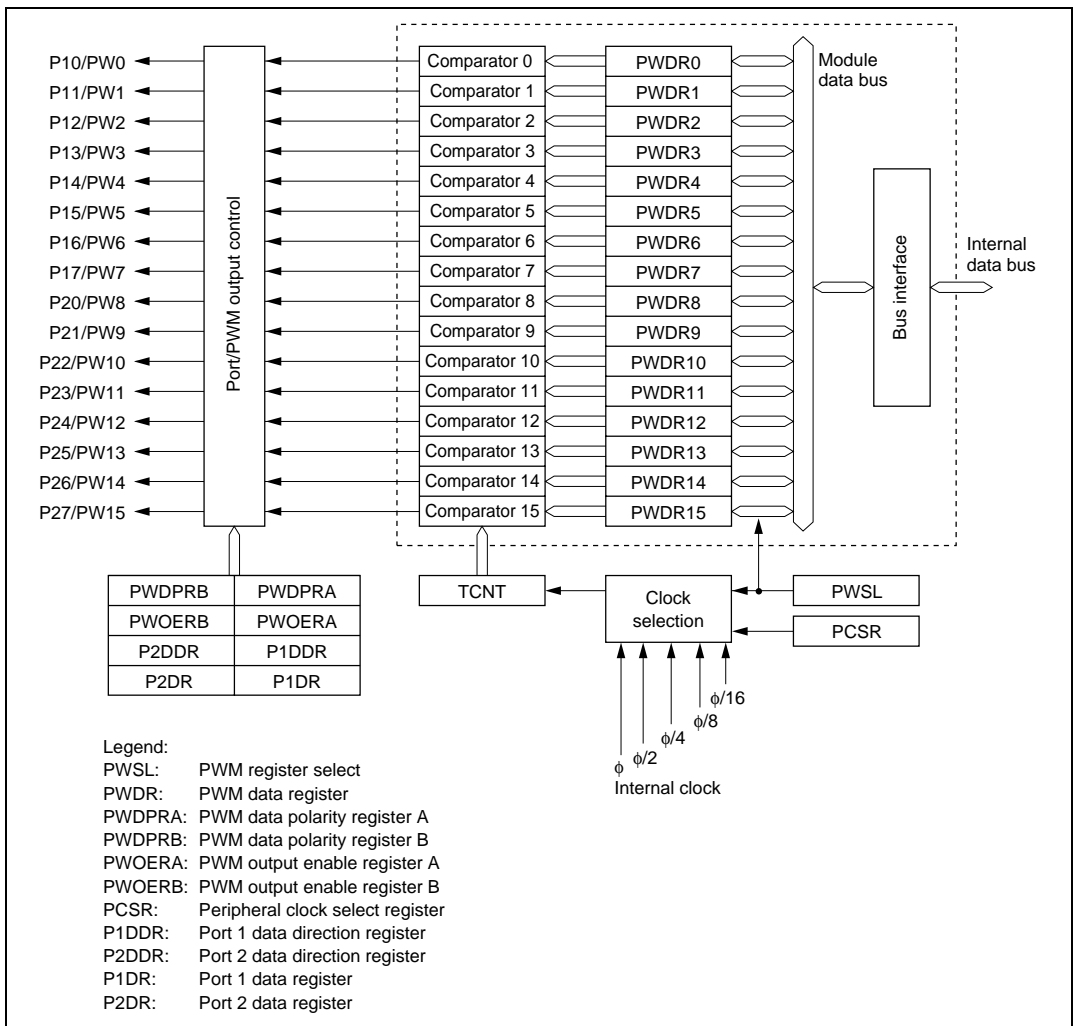 P10/PW0 Comparator 0 PWDR0 Module
data bus
P11/PW1 Comparator 1 PWDR1
P12/PW2 Comparator 2 PWDR2
P13/PW3 Comparator 3 PWDR3
P14/PW4 Comparator 4 PWDR4
P15/PW5 Comparator 5 PWDR5
P16/PW6 Comparator 6 PWDR6
P17/PW7 Comparator 7 PWDR7
P20/PW8 Comparator 8 PWDR8
P21/PW9 Comparator 9 PWDR9
P22/PW10 Comparator 10 PWDR10
P23/PW11 Comparator 11 PWDR11
P24/PW12 Comparator 12 PWDR12
P25/PW13 Comparator 13 PWDR13
P26/PW14 Comparator 14 PWDR14
P27/PW15 Comparator 15 PWDR15
Port/PWM output control
Bus interface
Internal
data bus
PWDPRB PWDPRA
PWOERB PWOERA
P2DDR P1DDR
P2DR P1DR
TCNT
Clock
selection
PWSL
PCSR
ϕ ϕ/2 ϕ/4 ϕ/8 ϕ/16
Internal clock
Legend:
PWSL: PWM register select
PWDR: PWM data register
PWDPRA: PWM data polarity register A
PWDPRB: PWM data polarity register B
PWOERA: PWM output enable register A
PWOERB: PWM output enable register B
PCSR: Peripheral clock select register
P1DDR: Port 1 data direction register
P2DDR: Port 2 data direction register
P1DR: Port 1 data register
P2DR: Port 2 data register